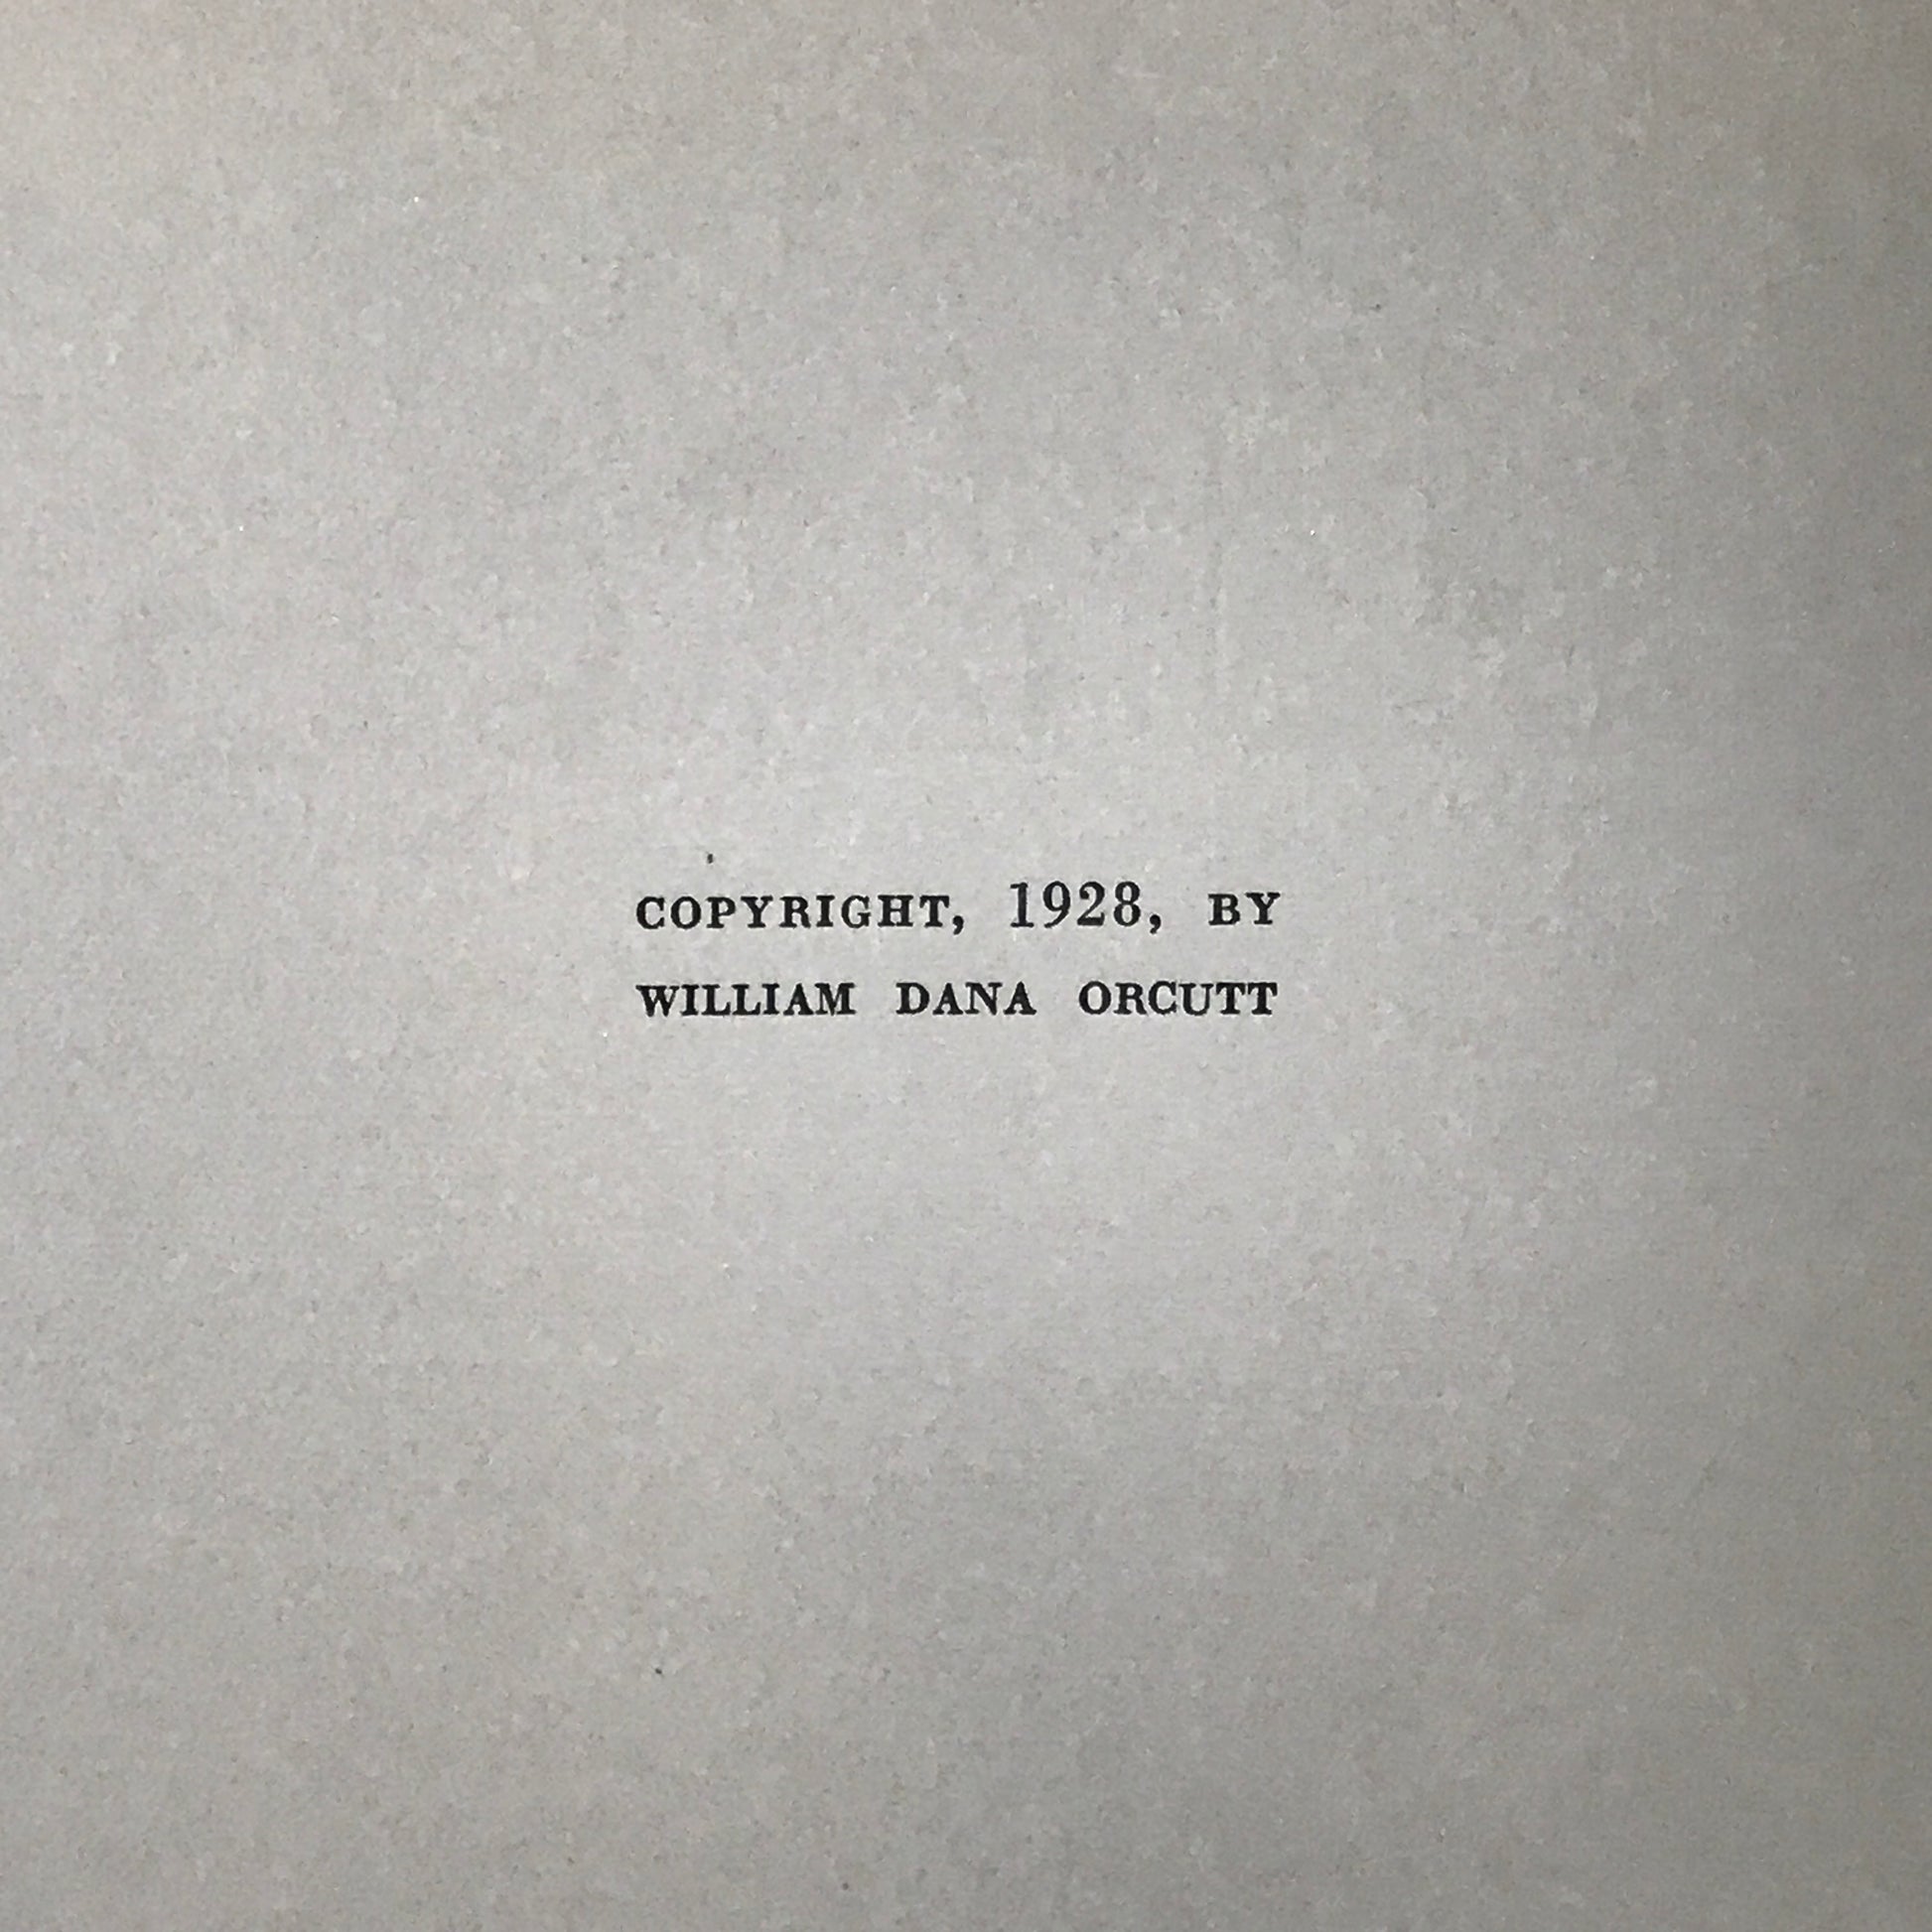 COPYRIGHT, 1928, BY
WILLIAM DANA ORCUTT